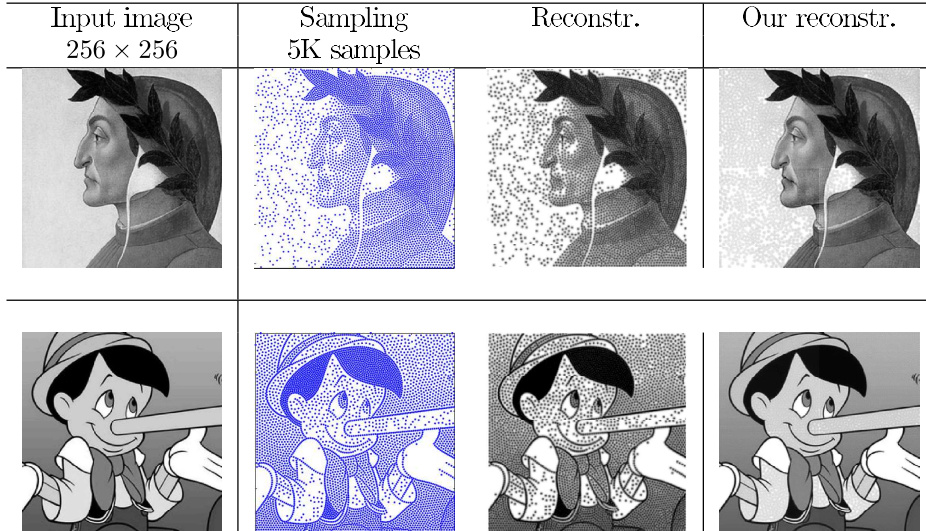 Input image
256 × 256
Sampling
5K samples
Reconstr.
Our reconstr.